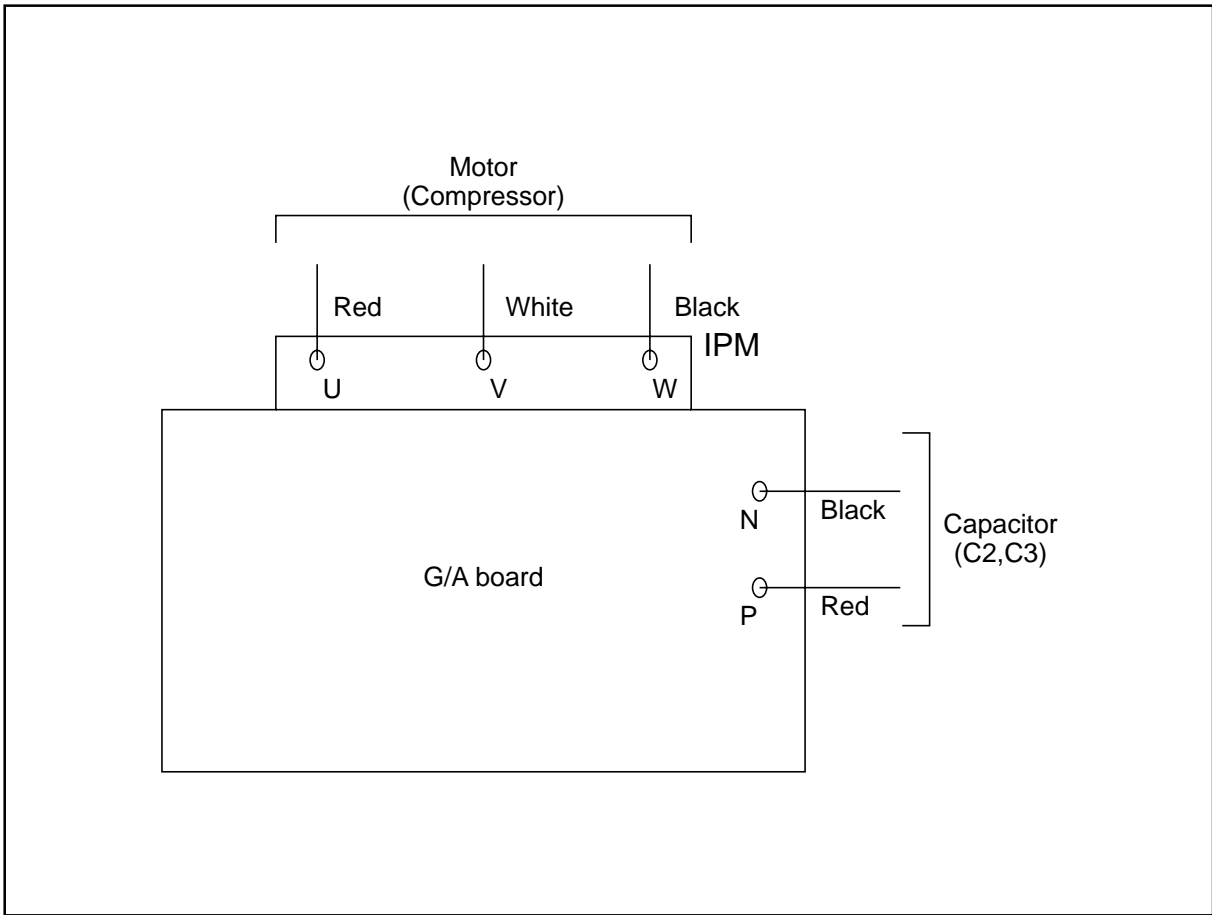 Motor
(Compressor)
Red
White
Black
IPM
U
V
W
N
Black
Capacitor
(C2,C3)
G/A board
P
Red